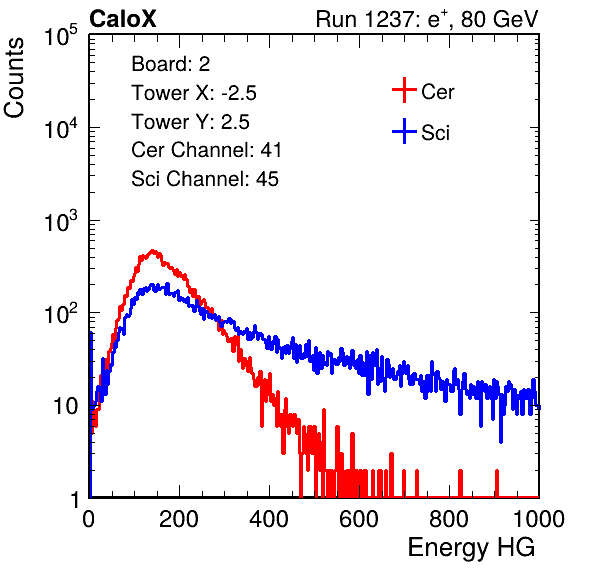 CaloX Run 1237: e⁺, 80 GeV
Counts
Board: 2
Tower X: -2.5
Tower Y: 2.5
Cer Channel: 41
Sci Channel: 45
Cer
Sci
10⁵
10⁴
10³
10²
10
1
0 200 400 600 800 1000
Energy HG